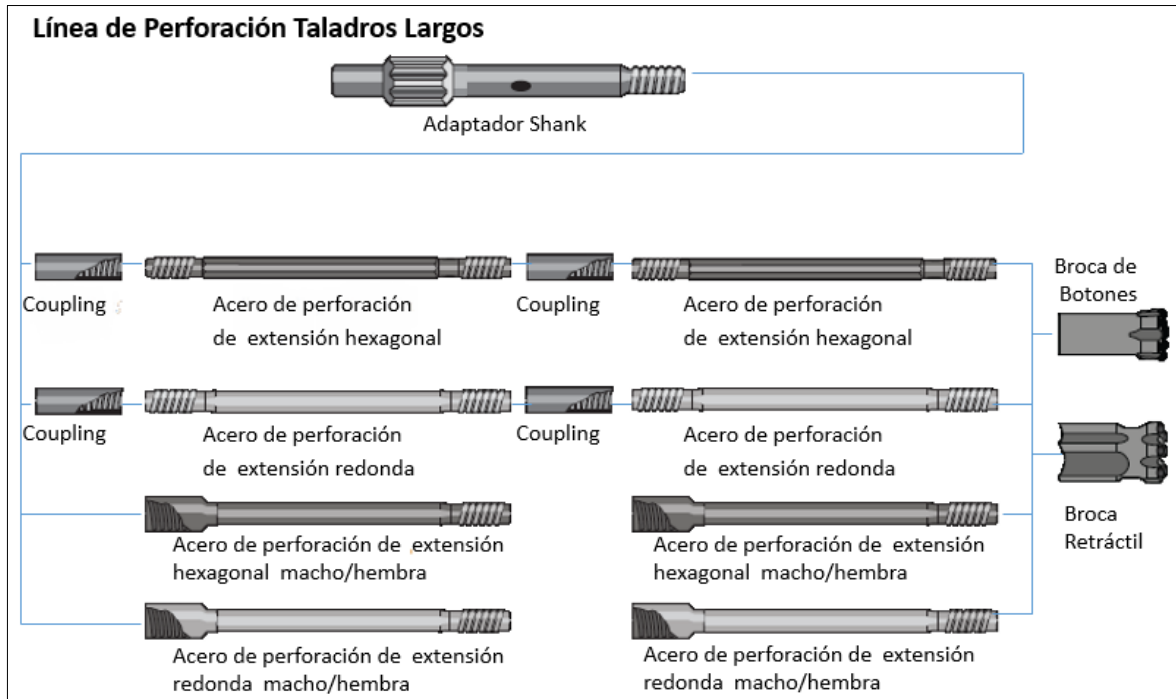 Línea de Perforación Taladros Largos
Adaptador Shank
Coupling
Acero de perforación
de extensión hexagonal
Coupling
Acero de perforación
de extensión hexagonal
Broca de
Botones
Coupling
Acero de perforación
de extensión redonda
Coupling
Acero de perforación
de extensión redonda
Broca
Retráctil
Acero de perforación de extensión
hexagonal macho/hembra
Acero de perforación de extensión
hexagonal macho/hembra
Acero de perforación de extensión
redonda macho/hembra
Acero de perforación de extensión
redonda macho/hembra